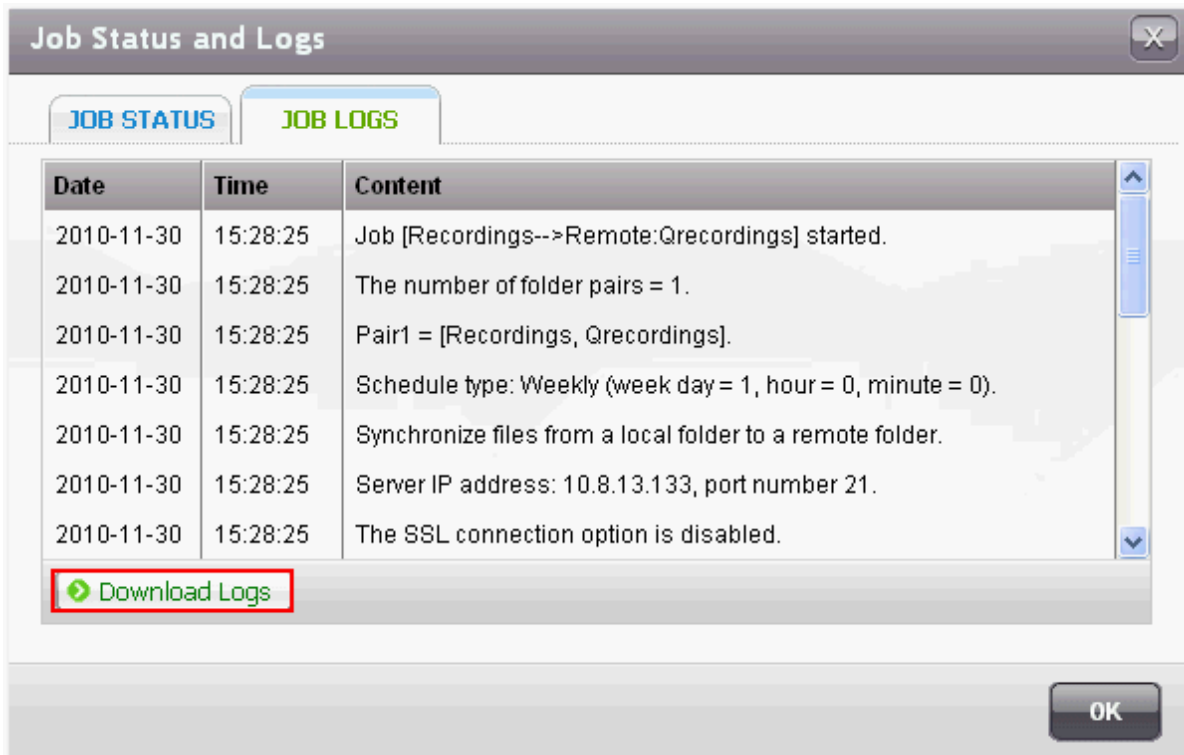 Job Status and Logs
X
JOB STATUS JOB LOGS
Date Time Content
2010-11-30 15:28:25 Job [Recordings-->Remote:Qrecordings] started.
2010-11-30 15:28:25 The number of folder pairs = 1.
2010-11-30 15:28:25 Pair1 = [Recordings, Qrecordings].
2010-11-30 15:28:25 Schedule type: Weekly (week day = 1, hour = 0, minute = 0).
2010-11-30 15:28:25 Synchronize files from a local folder to a remote folder.
2010-11-30 15:28:25 Server IP address: 10.8.13.133, port number 21.
2010-11-30 15:28:25 The SSL connection option is disabled.
Download Logs
OK